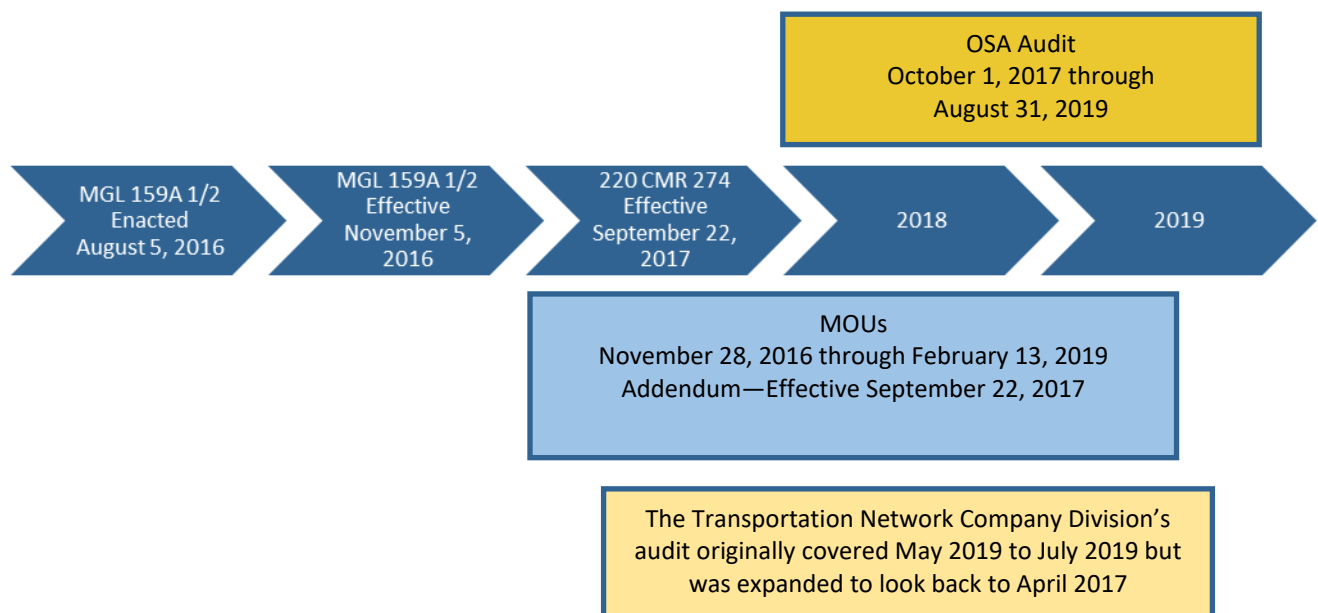 OSA Audit
October 1, 2017 through
August 31, 2019
MGL 159A 1/2
Enacted
August 5, 2016
MGL 159A 1/2
Effective
November 5,
2016
220 CMR 274
Effective
September 22,
2017
2018
2019
MOUs
November 28, 2016 through February 13, 2019
Addendum—Effective September 22, 2017
The Transportation Network Company Division’s
audit originally covered May 2019 to July 2019 but
was expanded to look back to April 2017